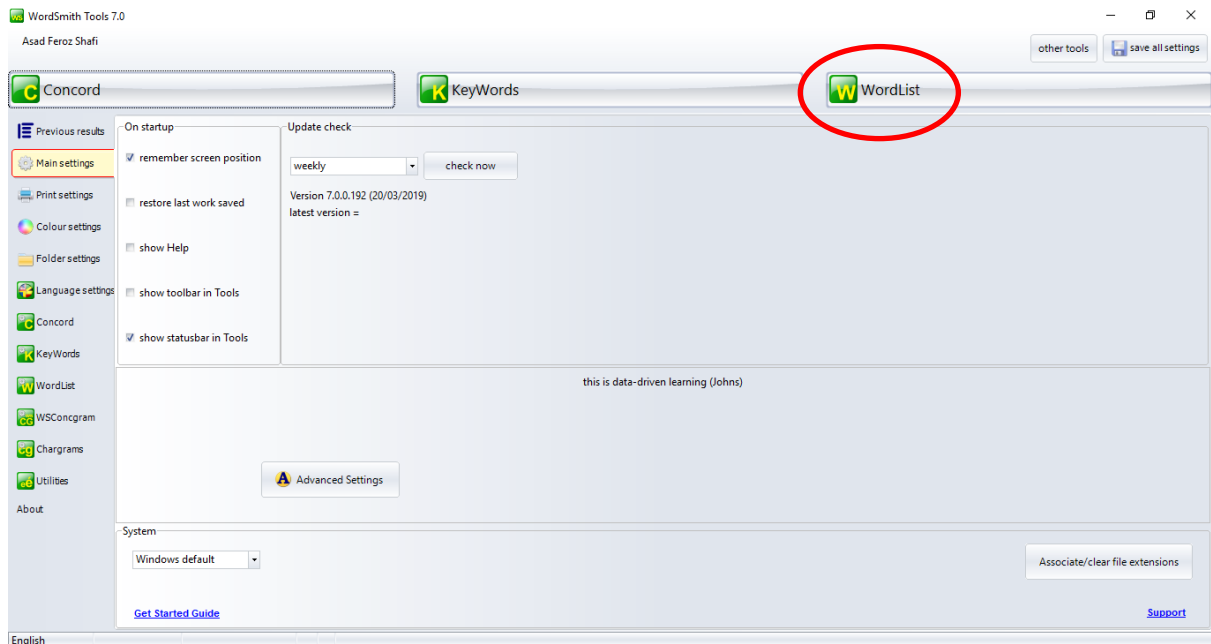 WordSmith Tools 7.0
Asad Feroz Shafi
other tools
save all settings
Concord
KeyWords
WordList
Previous results
Main settings
Print settings
Colour settings
Folder settings
Language settings
Concord
KeyWords
WordList
WSConcgram
Chargrams
Utilities
About
On startup
remember screen position
restore last work saved
show Help
show toolbar in Tools
show statusbar in Tools
Update check
weekly
check now
Version 7.0.0.192 (20/03/2019)
latest version =
this is data-driven learning (Johns)
Advanced Settings
System
Windows default
Associate/clear file extensions
Get Started Guide
Support
English